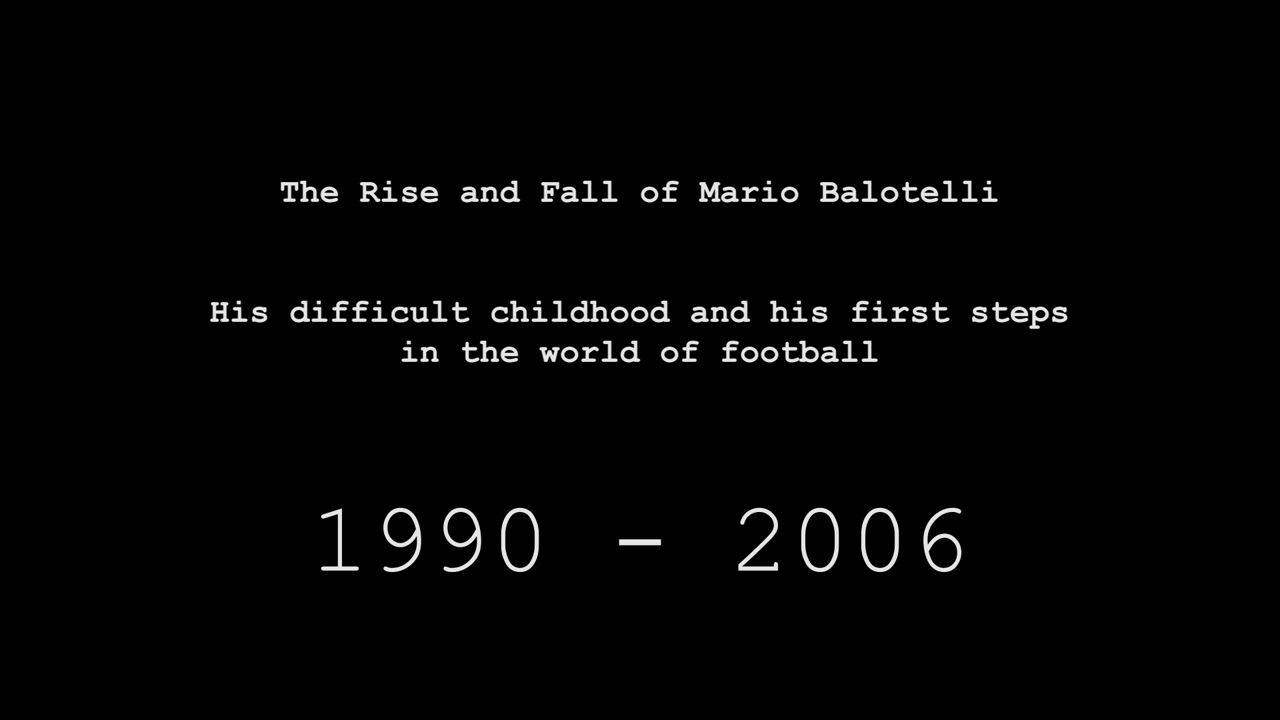 The Rise and Fall of Mario Balotelli
His difficult childhood and his first steps
in the world of football
1990 - 2006